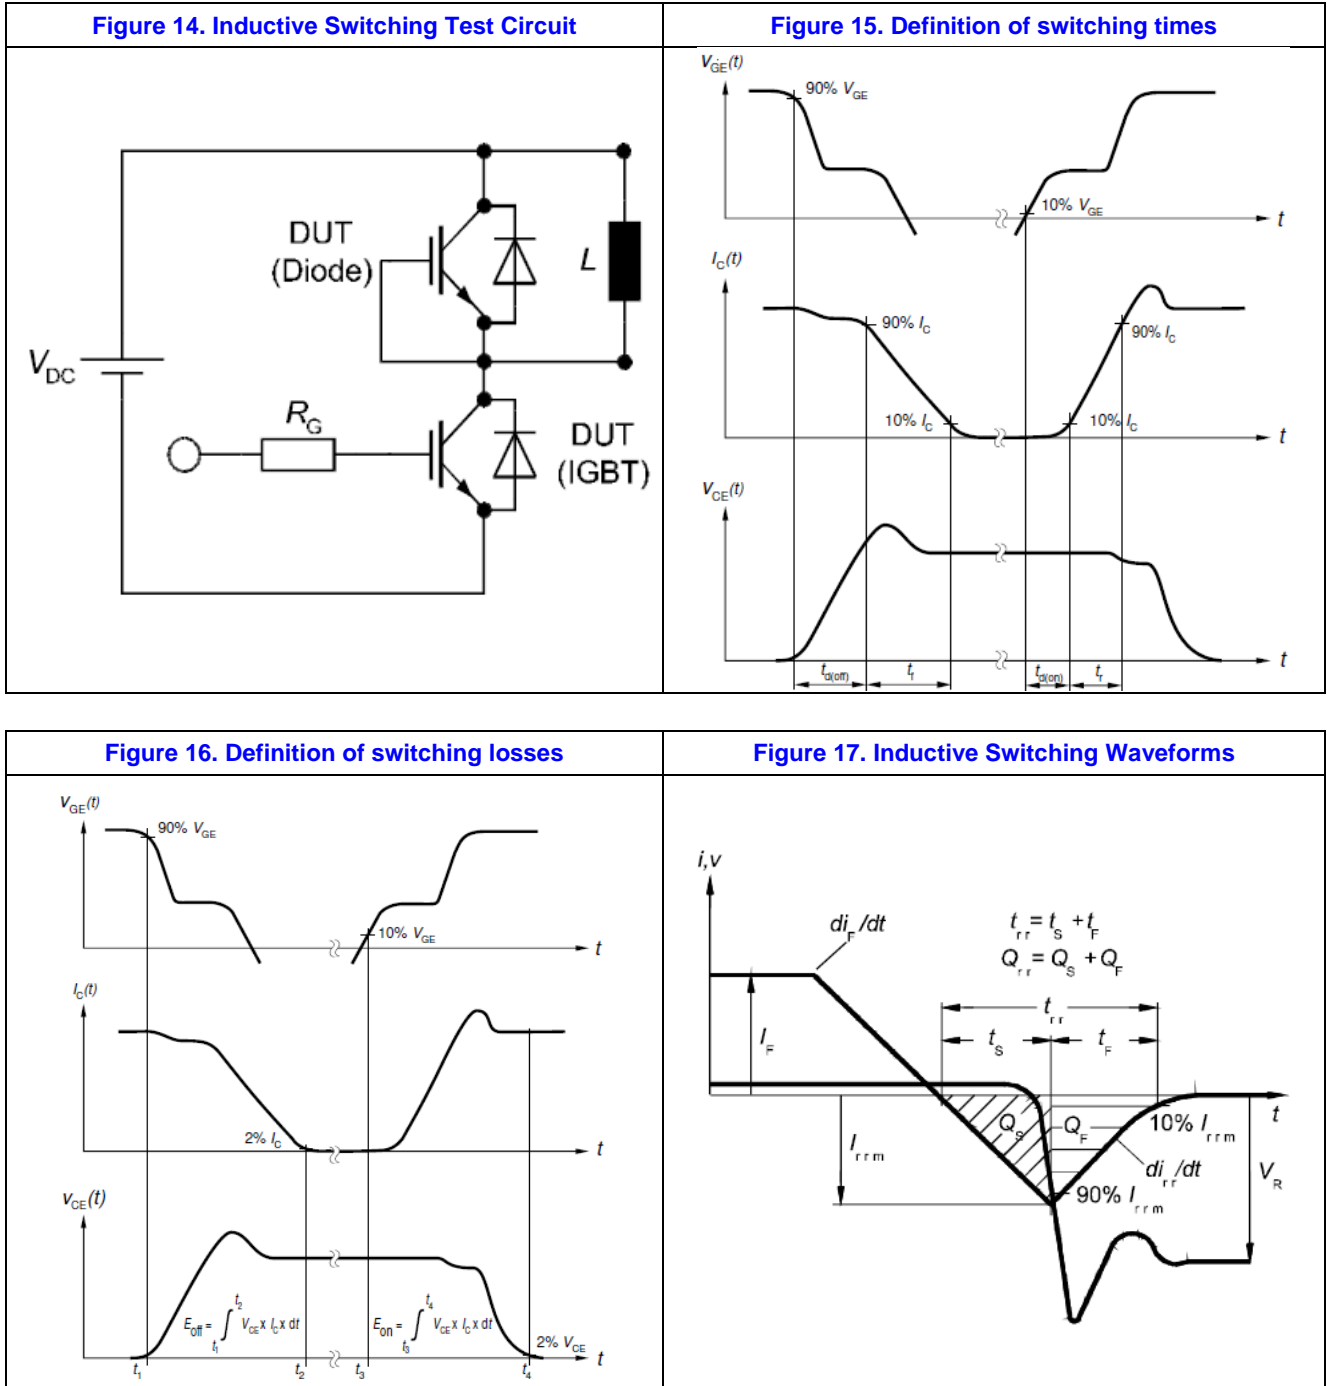 Figure 14. Inductive Switching Test Circuit
DUT
(Diode)
L
VDC
RG
DUT
(IGBT)
Figure 15. Definition of switching times
VGE(t)
90% VGE
10% VGE
t
IC(t)
90% IC
90% IC
10% IC
10% IC
t
VCE(t)
t
td(off)
tf
td(on)
tr
Figure 16. Definition of switching losses
VGE(t)
90% VGE
10% VGE
t
IC(t)
2% IC
t
VCE(t)
Eoff = ∫t1t2 VCE x IC x dt
Eon = ∫t3t4 VCE x IC x dt
2% VCE
t
t1
t2
t3
t4
Figure 17. Inductive Switching Waveforms
i,v
diF/dt
trr = tS + tF
Qrr = QS + QF
trr
IF
tS
tF
t
QS
QF
10% Irrm
Irrm
dirr/dt
VR
90% Irrm